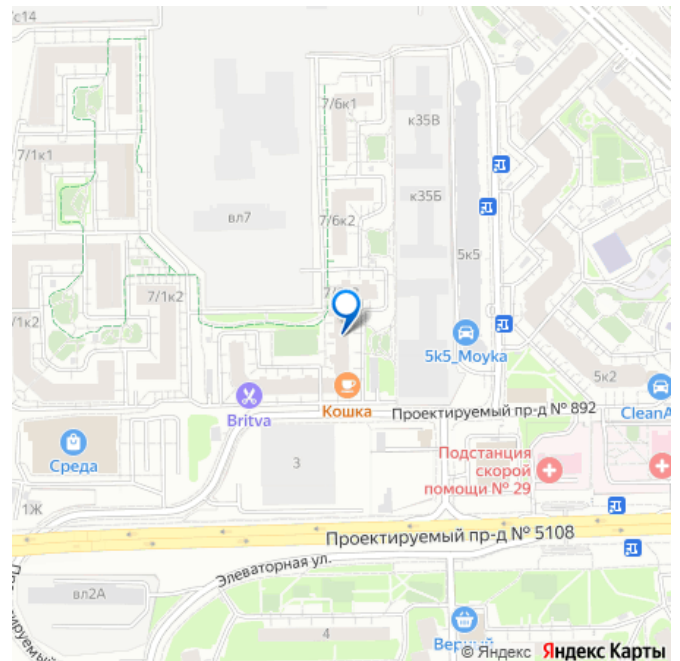 с14
7/6к1
к35В
7/1к1
к35Б
вл7
7/6к2
5к5
7/1к2
/1к2
5k5_Moyka
5к2
Britva
Кошка
Проектируемый пр-д № 892
CleanA
Среда
Подстанция
скорой
помощи № 29
3
1Ж
Проектируемый пр-д № 5108
Элеваторная ул.
вл2А
4
Верный
© Яндекс Яндекс Карты